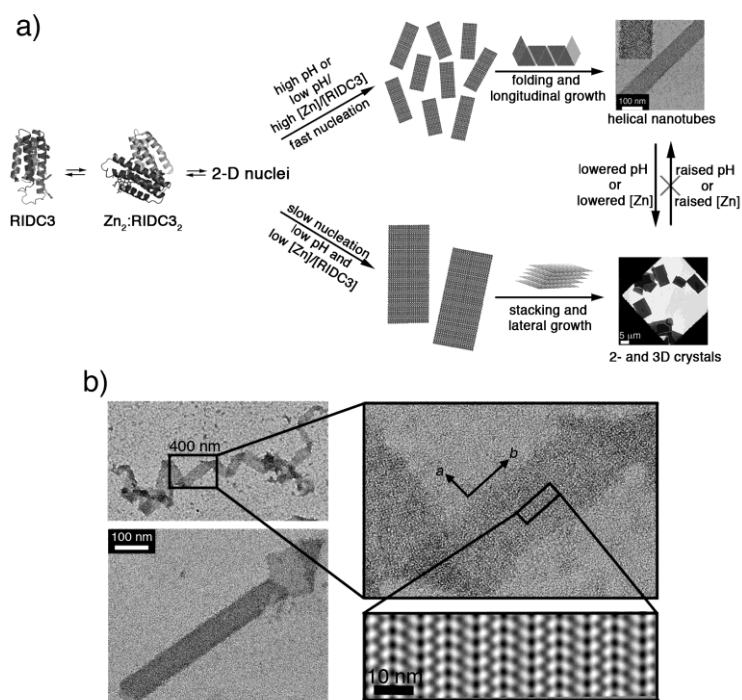 a)
high pH or
low pH/
high [Zn]/[RIDC3]
fast nucleation
folding and
longitudinal growth
100 nm
helical nanotubes
RIDC3
Zn₂:RIDC3₂
2-D nuclei
lowered pH
or
lowered [Zn]
raised pH
or
raised [Zn]
slow nucleation
low pH and
low [Zn]/[RIDC3]
stacking and
lateral growth
5 µm
2- and 3D crystals
b)
400 nm
a
b
100 nm
10 nm